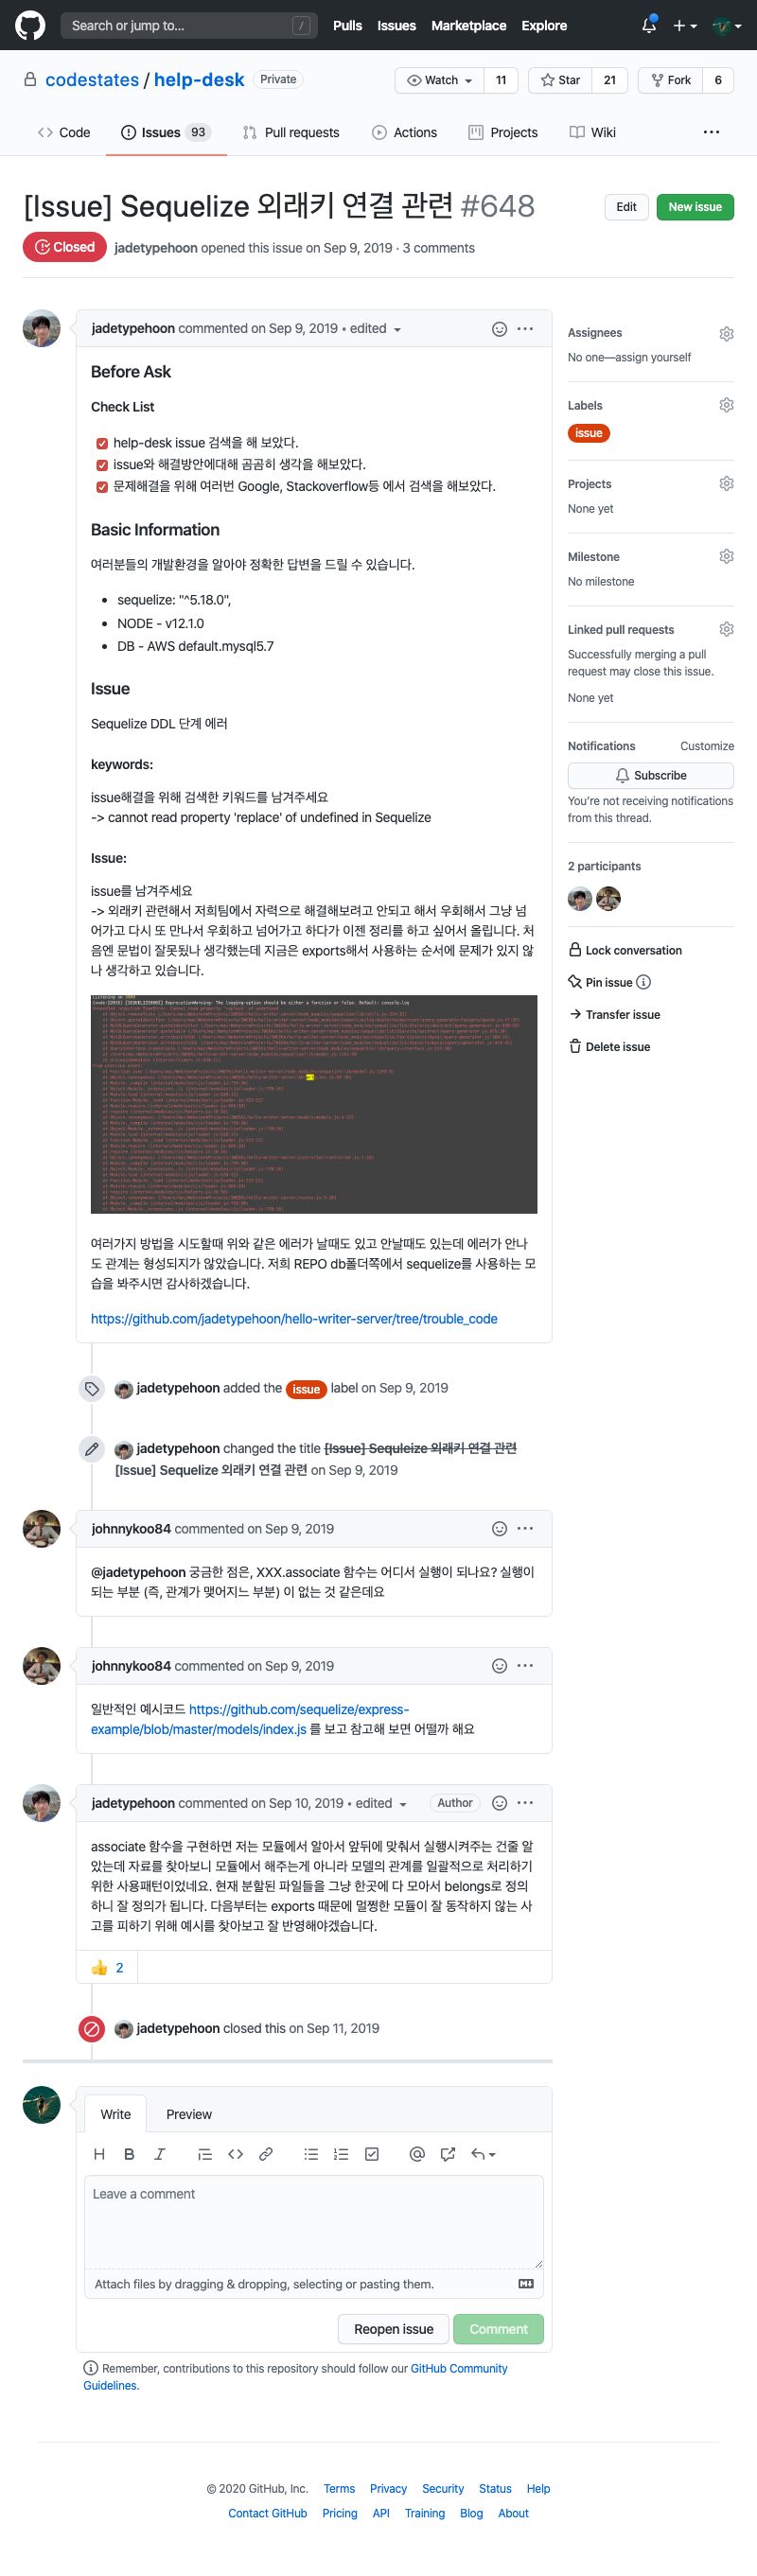 Search or jump to...
/
Pulls Issues Marketplace Explore
codestates / help-desk Private
Watch 11 Star 21 Fork 6
Code Issues 93 Pull requests Actions Projects Wiki
[Issue] Sequelize 외래키 연결 관련 #648
Edit New issue
Closed jadetyphoon opened this issue on Sep 9, 2019 · 3 comments
jadetyphoon commented on Sep 9, 2019 • edited
Before Ask
Check List
help-desk issue 검색을 해 보았다.
issue와 해결방안에대해 곰곰히 생각을 해보았다.
문제해결을 위해 여러번 Google, Stackoverflow등 에서 검색을 해보았다.
Basic Information
여러분들의 개발환경을 알아야 정확한 답변을 드릴 수 있습니다.
• sequelize: "^5.18.0",
• NODE - v12.1.0
• DB - AWS default.mysql5.7
Issue
Sequelize DDL 단계 에러
keywords:
issue해결을 위해 검색한 키워드를 남겨주세요
-> cannot read property 'replace' of undefined in Sequelize
Issue:
issue를 남겨주세요
-> 외래키 관련해서 저희팀에서 자력으로 해결해보려고 안되고 해서 우회해서 그냥 넘
어가고 다시 또 만나서 우회하고 넘어가고 하다가 이젠 정리를 하고 싶어서 올립니다. 처
음엔 문법이 잘못됬나 생각했는데 지금은 exports해서 사용하는 순서에 문제가 있지 않
나 생각하고 있습니다.
여러가지 방법을 시도할때 위와 같은 에러가 날때도 있고 안날때도 있는데 에러가 안나
도 관계는 형성되지가 않았습니다. 저희 REPO db폴더쪽에서 sequelize를 사용하는 모
습을 봐주시면 감사하겠습니다.
https://github.com/jadetyphoon/hello-writer-server/tree/trouble_code
jadetyphoon added the issue label on Sep 9, 2019
jadetyphoon changed the title [Issue] Sequleize 외래키 연결 관련
[Issue] Sequelize 외래키 연결 관련 on Sep 9, 2019
johnnykoo84 commented on Sep 9, 2019
@jadetyphoon 궁금한 점은, XXX.associate 함수는 어디서 실행이 되나요? 실행이
되는 부분 (즉, 관계가 맺어지느 부분) 이 없는 것 같은데요
johnnykoo84 commented on Sep 9, 2019
일반적인 예시코드 https://github.com/sequelize/express-
example/blob/master/models/index.js 를 보고 참고해 보면 어떨까 해요
jadetyphoon commented on Sep 10, 2019 • edited Author
associate 함수을 구현하면 저는 모듈에서 알아서 앞뒤에 맞춰서 실행시켜주는 건줄 알
았는데 자료를 찾아보니 모듈에서 해주는게 아니라 모델의 관계를 일괄적으로 처리하기
위한 사용패턴이었네요. 현재 분할된 파일들을 그냥 한곳에 다 모아서 belongs로 정의
하니 잘 정의가 됩니다. 다음부터는 exports 때문에 멀쩡한 모듈이 잘 동작하지 않는 사
고를 피하기 위해 예시를 찾아보고 잘 반영해야겠습니다.
👍 2
jadetyphoon closed this on Sep 11, 2019
Write Preview
Leave a comment
Attach files by dragging & dropping, selecting or pasting them.
Reopen issue Comment
Remember, contributions to this repository should follow our GitHub Community
Guidelines.
Assignees
No one—assign yourself
Labels
issue
Projects
None yet
Milestone
No milestone
Linked pull requests
Successfully merging a pull
request may close this issue.
None yet
Notifications Customize
Subscribe
You're not receiving notifications
from this thread.
2 participants
Lock conversation
Pin issue
Transfer issue
Delete issue
© 2020 GitHub, Inc. Terms Privacy Security Status Help
Contact GitHub Pricing API Training Blog About